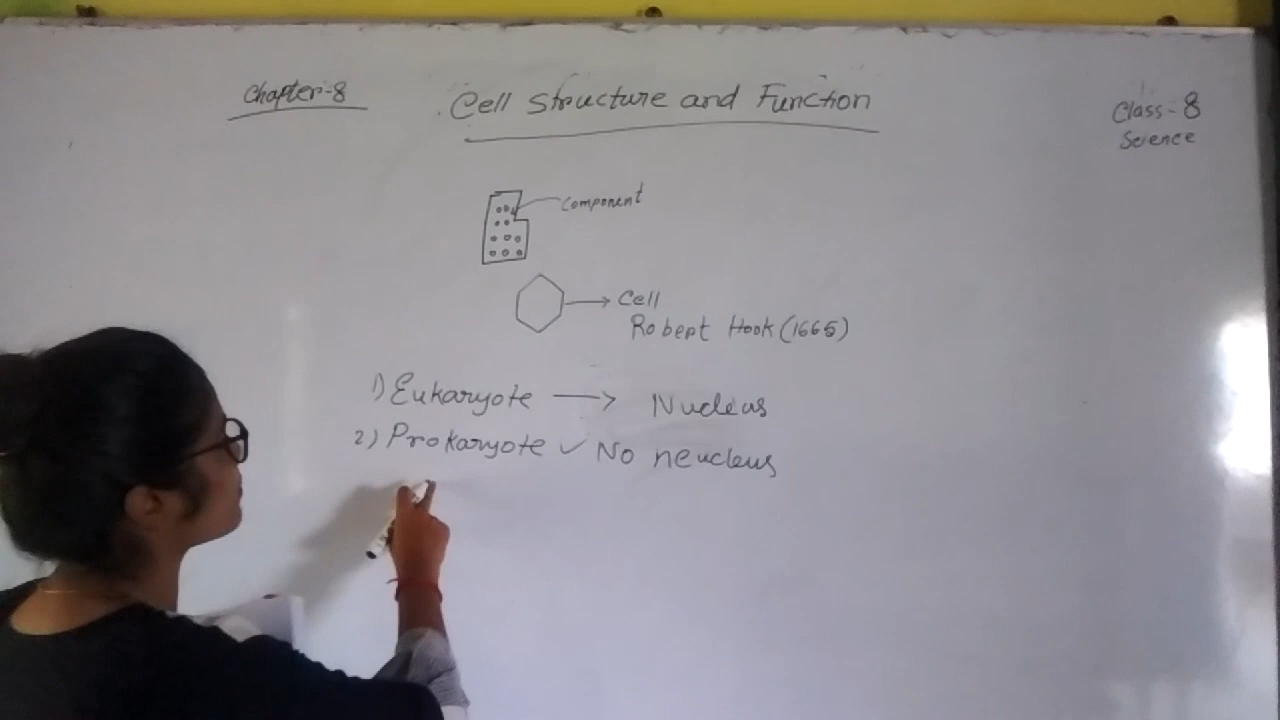 Chapter-8
Cell Structure and Function
Class-8
Science
Component
Cell
Robert Hook (1665)
1) Eukaryote → Nucleus
2) Prokaryote ✓ No neucleus